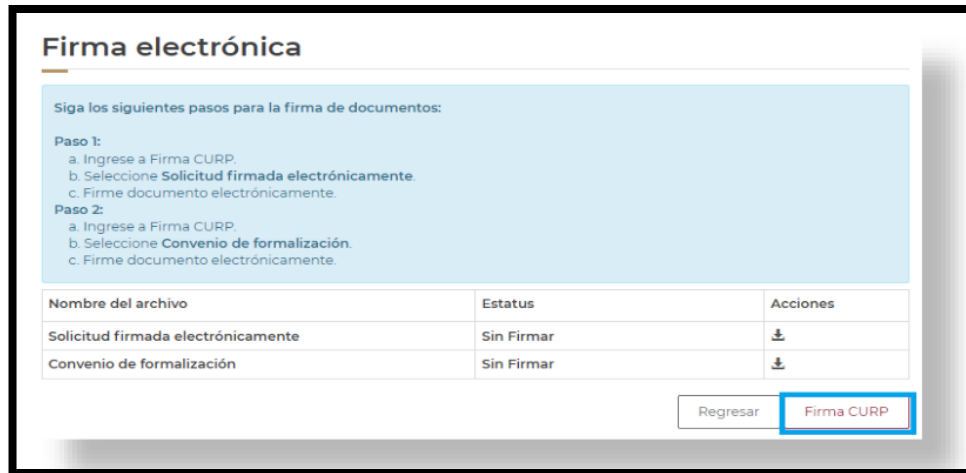 Firma electrónica
Siga los siguientes pasos para la firma de documentos:
Paso 1:
a. Ingrese a Firma CURP.
b. Seleccione Solicitud firmada electrónicamente.
c. Firme documento electrónicamente.
Paso 2:
a. Ingrese a Firma CURP.
b. Seleccione Convenio de formalización.
c. Firme documento electrónicamente.
Nombre del archivo Estatus Acciones
Solicitud firmada electrónicamente Sin Firmar
Convenio de formalización Sin Firmar
Regresar Firma CURP